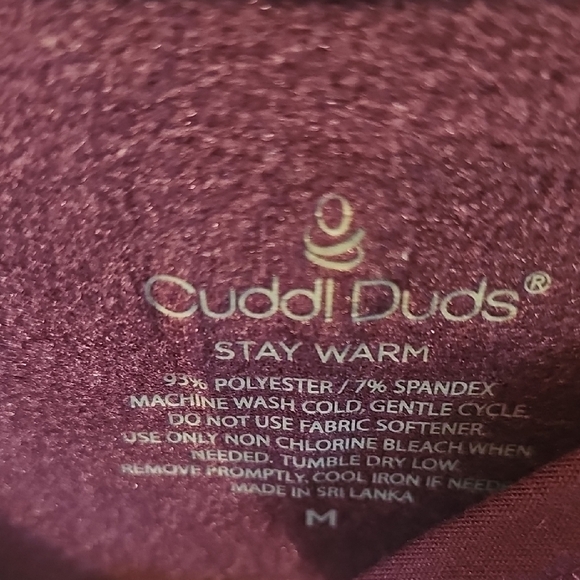 Cuddl Duds®
STAY WARM
93% POLYESTER / 7% SPANDEX
MACHINE WASH COLD, GENTLE CYCLE.
DO NOT USE FABRIC SOFTENER.
USE ONLY NON CHLORINE BLEACH WHEN
NEEDED. TUMBLE DRY LOW.
REMOVE PROMPTLY. COOL IRON IF
MADE IN SRI LANKA
M